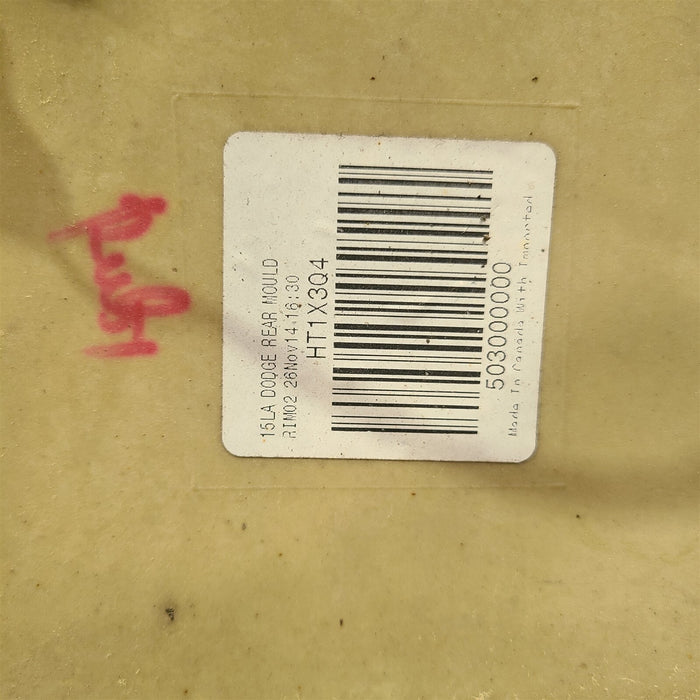 15LA DODGE REAR MOULD
RIM02 26Nov14 16:30
HT1X3Q4
503000000
Made In Canada With Imported